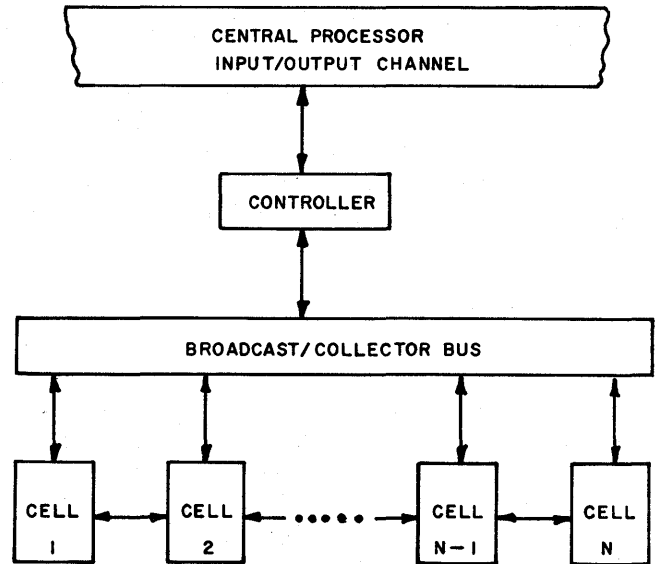 CENTRAL PROCESSOR
INPUT/OUTPUT CHANNEL
CONTROLLER
BROADCAST/COLLECTOR BUS
CELL
1
CELL
2
CELL
N-1
CELL
N